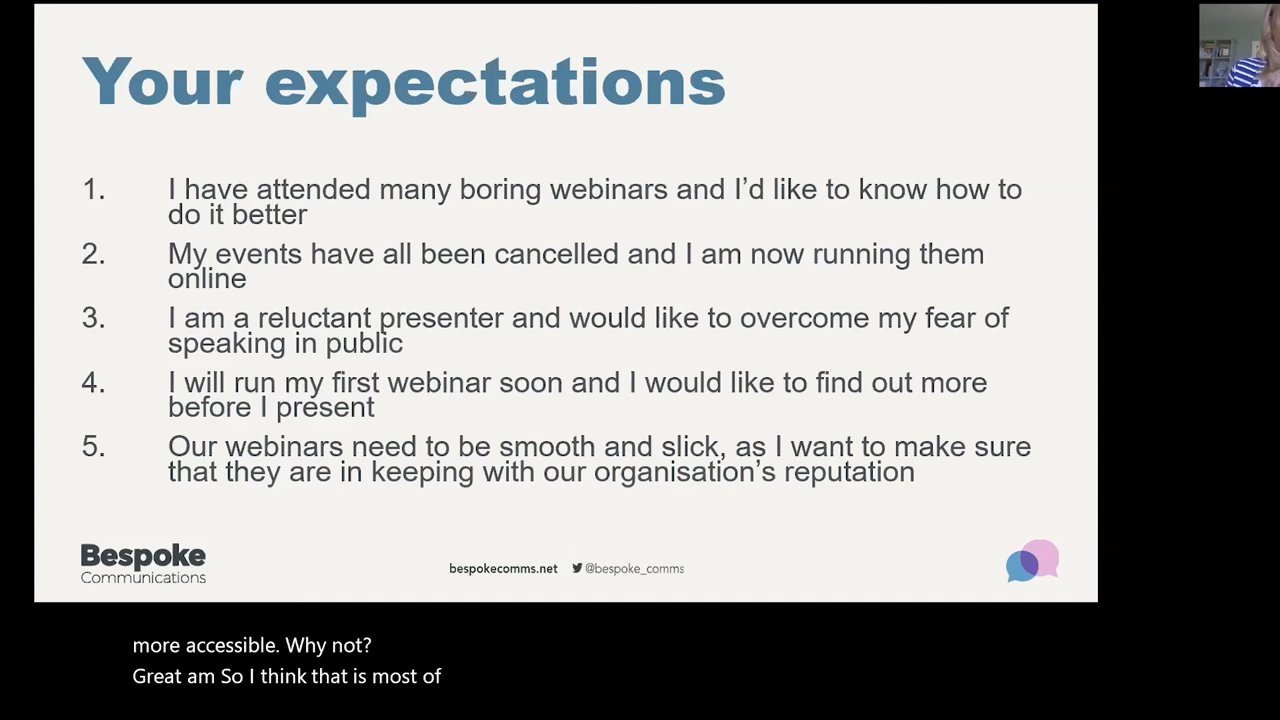 Your expectations
1. I have attended many boring webinars and I’d like to know how to
do it better
2. My events have all been cancelled and I am now running them
online
3. I am a reluctant presenter and would like to overcome my fear of
speaking in public
4. I will run my first webinar soon and I would like to find out more
before I present
5. Our webinars need to be smooth and slick, as I want to make sure
that they are in keeping with our organisation’s reputation
Bespoke
Communications
bespokecomms.net @bespoke_comms
more accessible. Why not?
Great am So I think that is most of